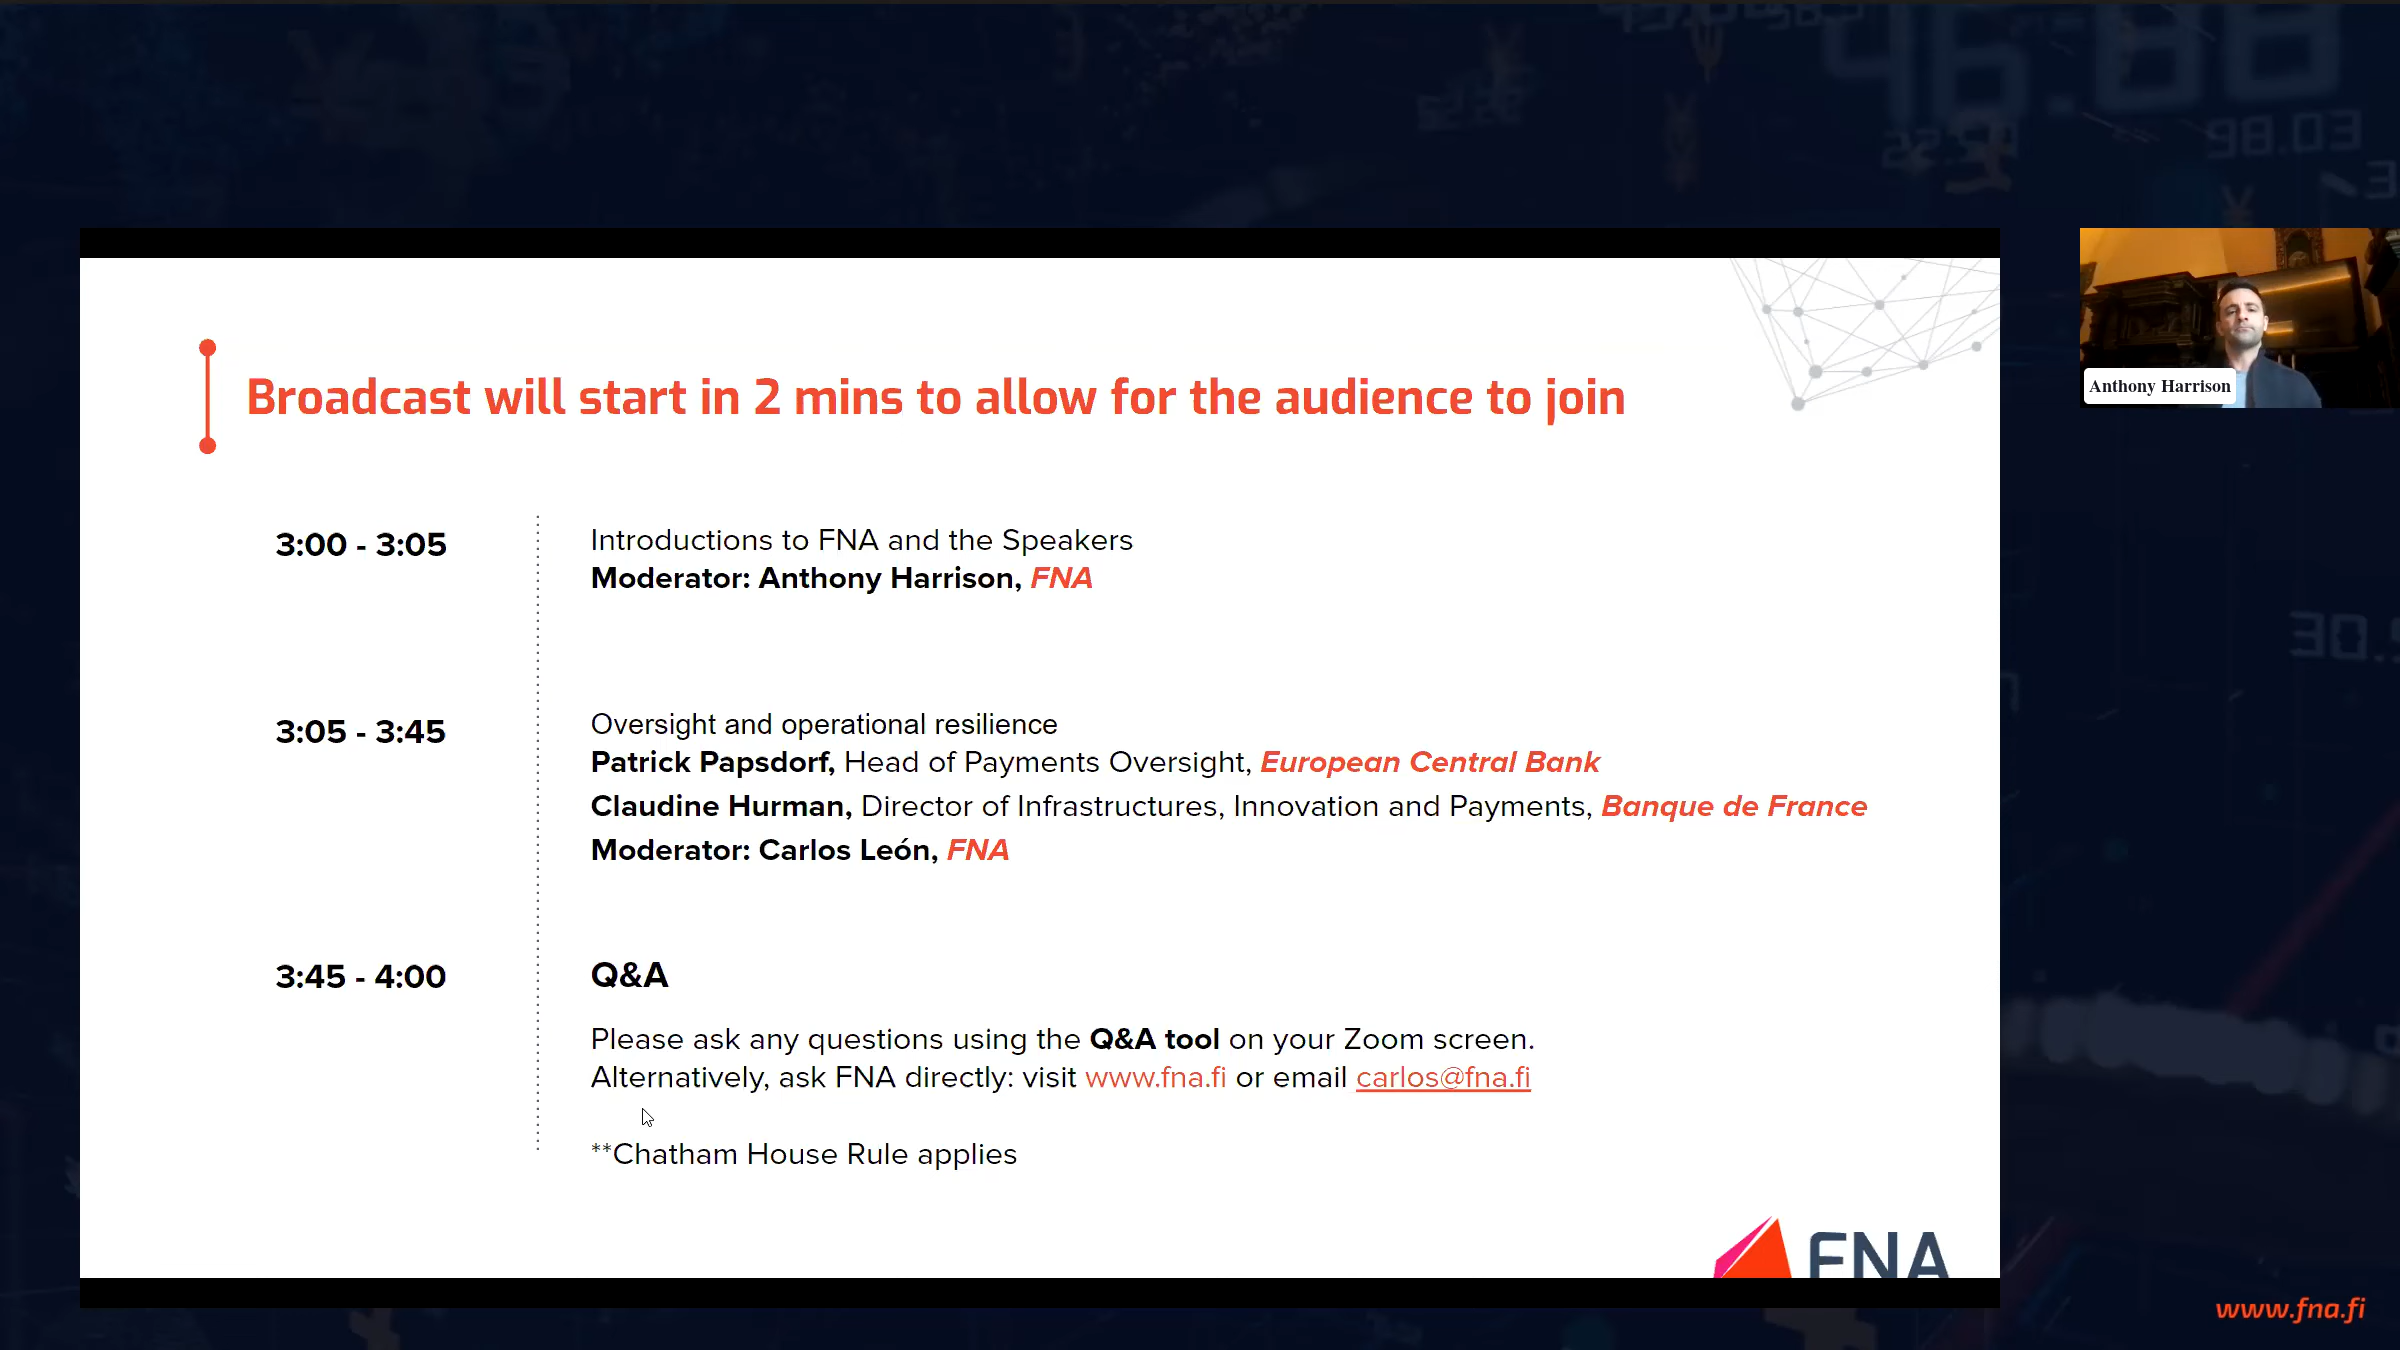 46.88
98.03
Broadcast will start in 2 mins to allow for the audience to join
Anthony Harrison
3:00 - 3:05
Introductions to FNA and the Speakers
Moderator: Anthony Harrison, FNA
3:05 - 3:45
Oversight and operational resilience
Patrick Papsdorf, Head of Payments Oversight, European Central Bank
Claudine Hurman, Director of Infrastructures, Innovation and Payments, Banque de France
Moderator: Carlos León, FNA
3:45 - 4:00
Q&A
Please ask any questions using the Q&A tool on your Zoom screen.
Alternatively, ask FNA directly: visit www.fna.fi or email carlos@fna.fi
**Chatham House Rule applies
FNA
www.fna.fi